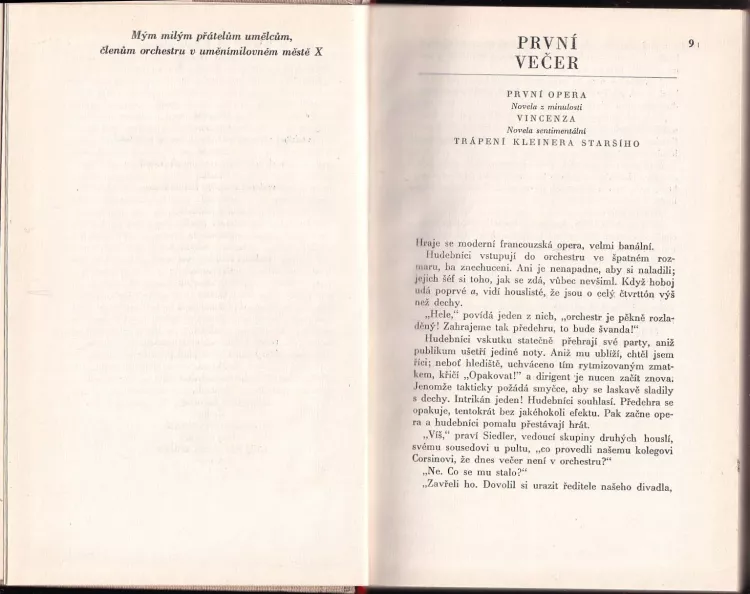 Mým milým přátelům umělcům,
členům orchestru v uměnímilovném městě X
PRVNÍ
VEČER
9
PRVNÍ OPERA
Novela z minulosti
VINCENZA
Novela sentimentální
TRÁPENÍ KLEINERA STARŠÍHO
Hraje se moderní francouzská opera, velmi banální.
Hudebníci vstupují do orchestru ve špatném roz-
maru, ba znechuceni. Ani je nenapadne, aby si naladili;
jejich šéf si toho, jak se zdá, vůbec nevšiml. Když hoboj
udá poprvé a, vidí houslisté, že jsou o celý čtvrttón výš
než dechy.
„Hele,“ povídá jeden z nich, „orchestr je pěkně rozla-
děný! Zahrajeme tak předehru, to bude švanda!“
Hudebníci vskutku statečně přehrají své party, aniž
publikum ušetří jediné noty. Aniž mu ublíží, chtěl jsem
říci; neboť hlediště, uchváceno tím rytmizovaným zmat-
kem, křičí „Opakovat!“ a dirigent je nucen začít znova.
Jenomže takticky požádá smyčce, aby se laskavě sladily
s dechy. Intrikán jeden! Hudebníci souhlasí. Předehra se
opakuje, tentokrát bez jakéhokoli efektu. Pak začne ope-
ra a hudebníci pomalu přestávají hrát.
„Víš,“ praví Siedler, vedoucí skupiny druhých houslí,
svému sousedovi u pultu, „co provedli našemu kolegovi
Corsinovi, že dnes večer není v orchestru?“
„Ne. Co se mu stalo?“
„Zavřeli ho. Dovolil si urazit ředitele našeho divadla,